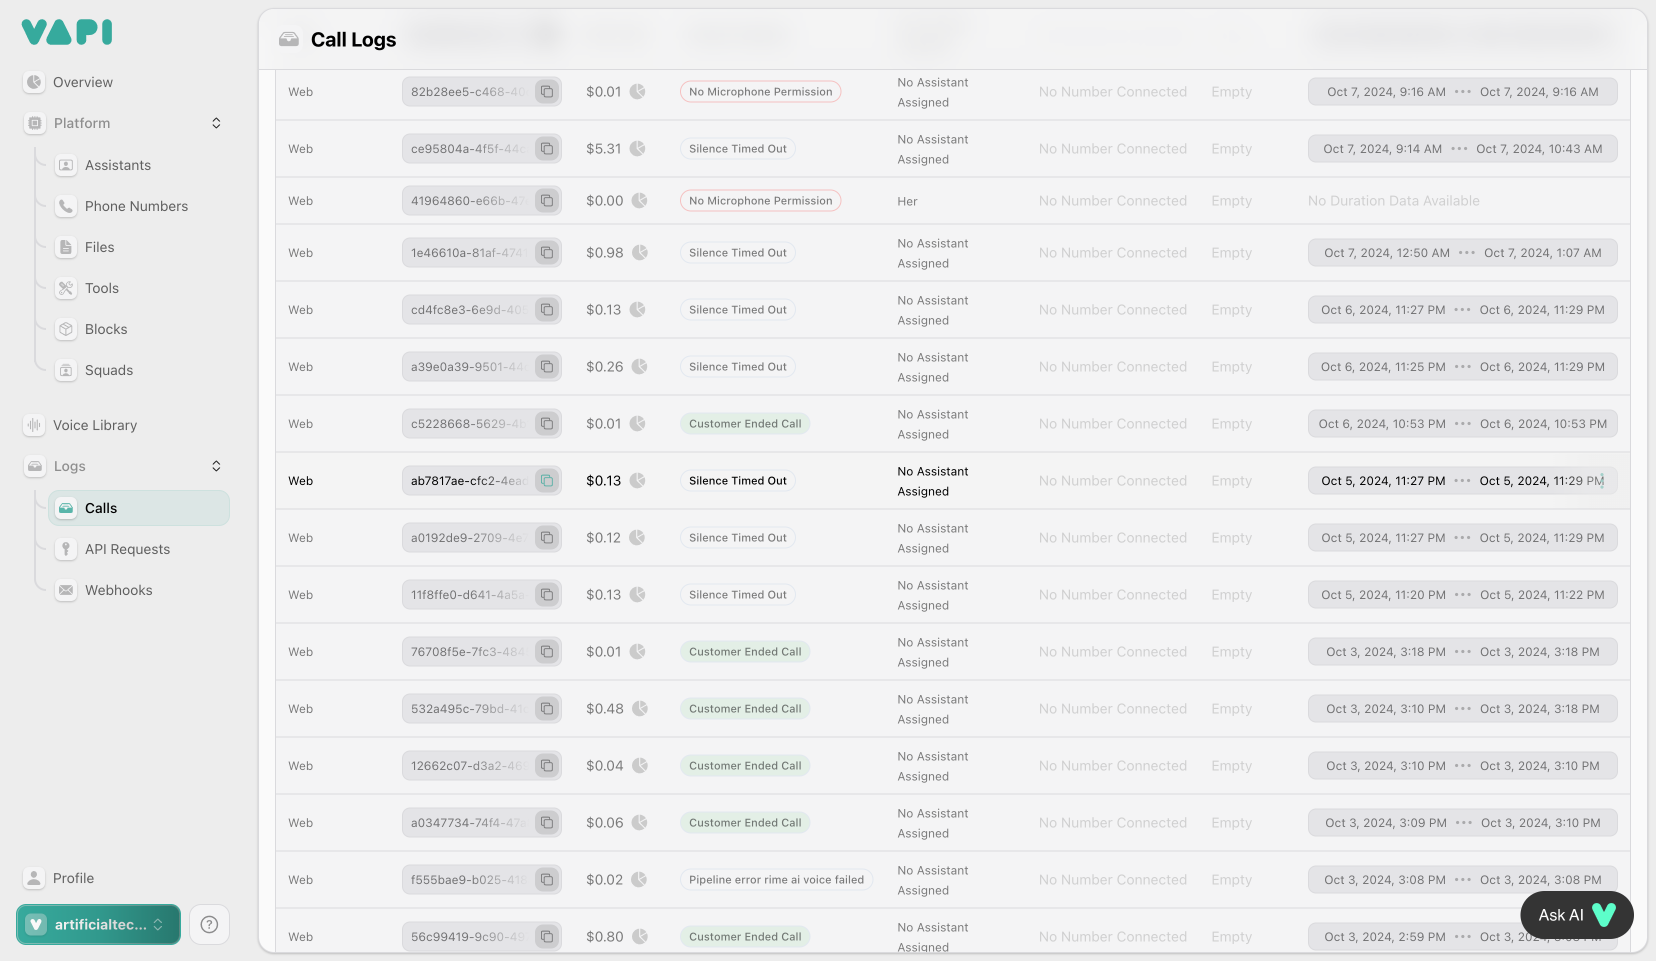 VAPI
Overview
Platform
Assistants
Phone Numbers
Files
Tools
Blocks
Squads
Voice Library
Logs
Calls
API Requests
Webhooks
Profile
artificialtec...
Call Logs
Web 82b28ee5-c468-40 $0.01 No Microphone Permission No Assistant Assigned No Number Connected Empty Oct 7, 2024, 9:16 AM ••• Oct 7, 2024, 9:16 AM
Web ce95804a-4f5f-44c $5.31 Silence Timed Out No Assistant Assigned No Number Connected Empty Oct 7, 2024, 9:14 AM ••• Oct 7, 2024, 10:43 AM
Web 41964860-e66b-47 $0.00 No Microphone Permission Her No Number Connected Empty No Duration Data Available
Web 1e46610a-81af-474 $0.98 Silence Timed Out No Assistant Assigned No Number Connected Empty Oct 7, 2024, 12:50 AM ••• Oct 7, 2024, 1:07 AM
Web cd4fc8e3-6e9d-40 $0.13 Silence Timed Out No Assistant Assigned No Number Connected Empty Oct 6, 2024, 11:27 PM ••• Oct 6, 2024, 11:29 PM
Web a39e0a39-9501-44 $0.26 Silence Timed Out No Assistant Assigned No Number Connected Empty Oct 6, 2024, 11:25 PM ••• Oct 6, 2024, 11:29 PM
Web c5228668-5629-4b $0.01 Customer Ended Call No Assistant Assigned No Number Connected Empty Oct 6, 2024, 10:53 PM ••• Oct 6, 2024, 10:53 PM
Web ab7817ae-cfc2-4ead $0.13 Silence Timed Out No Assistant Assigned No Number Connected Empty Oct 5, 2024, 11:27 PM ••• Oct 5, 2024, 11:29 PM
Web a0192de9-2709-4e $0.12 Silence Timed Out No Assistant Assigned No Number Connected Empty Oct 5, 2024, 11:27 PM ••• Oct 5, 2024, 11:29 PM
Web 11f8ffe0-d641-4a5a $0.13 Silence Timed Out No Assistant Assigned No Number Connected Empty Oct 5, 2024, 11:20 PM ••• Oct 5, 2024, 11:22 PM
Web 76708f5e-7fc3-484 $0.01 Customer Ended Call No Assistant Assigned No Number Connected Empty Oct 3, 2024, 3:18 PM ••• Oct 3, 2024, 3:18 PM
Web 532a495c-79bd-41 $0.48 Customer Ended Call No Assistant Assigned No Number Connected Empty Oct 3, 2024, 3:10 PM ••• Oct 3, 2024, 3:18 PM
Web 12662c07-d3a2-46 $0.04 Customer Ended Call No Assistant Assigned No Number Connected Empty Oct 3, 2024, 3:10 PM ••• Oct 3, 2024, 3:10 PM
Web a0347734-74f4-47a $0.06 Customer Ended Call No Assistant Assigned No Number Connected Empty Oct 3, 2024, 3:09 PM ••• Oct 3, 2024, 3:10 PM
Web f555bae9-b025-418 $0.02 Pipeline error rime ai voice failed No Assistant Assigned No Number Connected Empty Oct 3, 2024, 3:08 PM ••• Oct 3, 2024, 3:08 PM
Web 56c99419-9c90-49 $0.80 Customer Ended Call No Assistant Assigned No Number Connected Empty Oct 3, 2024, 2:59 PM ••• Oct 3, 20
Ask AI